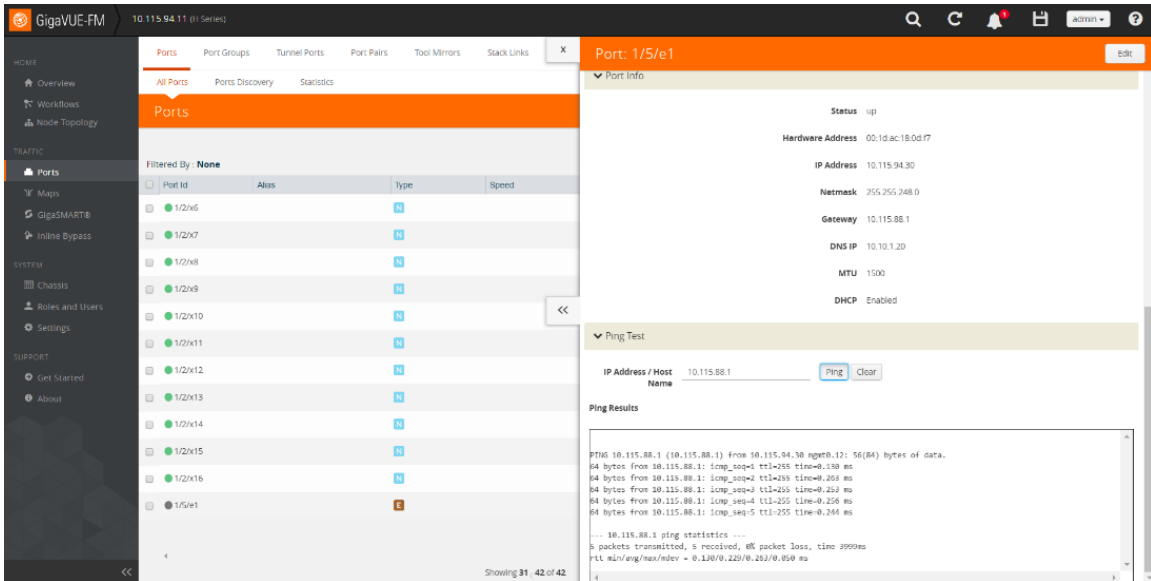 GigaVUE-FM
10.115.94.11 (H Series)
1
admin
HOME
Overview
Workflows
Node Topology
TRAFFIC
Ports
Maps
GigaSMART®
Inline Bypass
SYSTEM
Chassis
Roles and Users
Settings
SUPPORT
Get Started
About
Ports Port Groups Tunnel Ports Port Pairs Tool Mirrors Stack Links X
All Ports Ports Discovery Statistics
Ports
Filtered By : None
Port Id Alias Type Speed
1/2/x6 N
1/2/x7 N
1/2/x8 N
1/2/x9 N
1/2/x10 N
1/2/x11 N
1/2/x12 N
1/2/x13 N
1/2/x14 N
1/2/x15 N
1/2/x16 N
1/5/e1 E
Showing 31 , 42 of 42
Port: 1/5/e1 Edit
Port Info
Status up
Hardware Address 00:1d:ac:18:0d:f7
IP Address 10.115.94.30
Netmask 255.255.248.0
Gateway 10.115.88.1
DNS IP 10.10.1.20
MTU 1500
DHCP Enabled
Ping Test
IP Address / Host Name 10.115.88.1 Ping Clear
Ping Results
PING 10.115.88.1 (10.115.88.1) from 10.115.94.30 mgmt0.12: 56(84) bytes of data.
64 bytes from 10.115.88.1: icmp_seq=1 ttl=255 time=0.130 ms
64 bytes from 10.115.88.1: icmp_seq=2 ttl=255 time=0.263 ms
64 bytes from 10.115.88.1: icmp_seq=3 ttl=255 time=0.253 ms
64 bytes from 10.115.88.1: icmp_seq=4 ttl=255 time=0.256 ms
64 bytes from 10.115.88.1: icmp_seq=5 ttl=255 time=0.244 ms
--- 10.115.88.1 ping statistics ---
5 packets transmitted, 5 received, 0% packet loss, time 3999ms
rtt min/avg/max/mdev = 0.130/0.229/0.263/0.050 ms